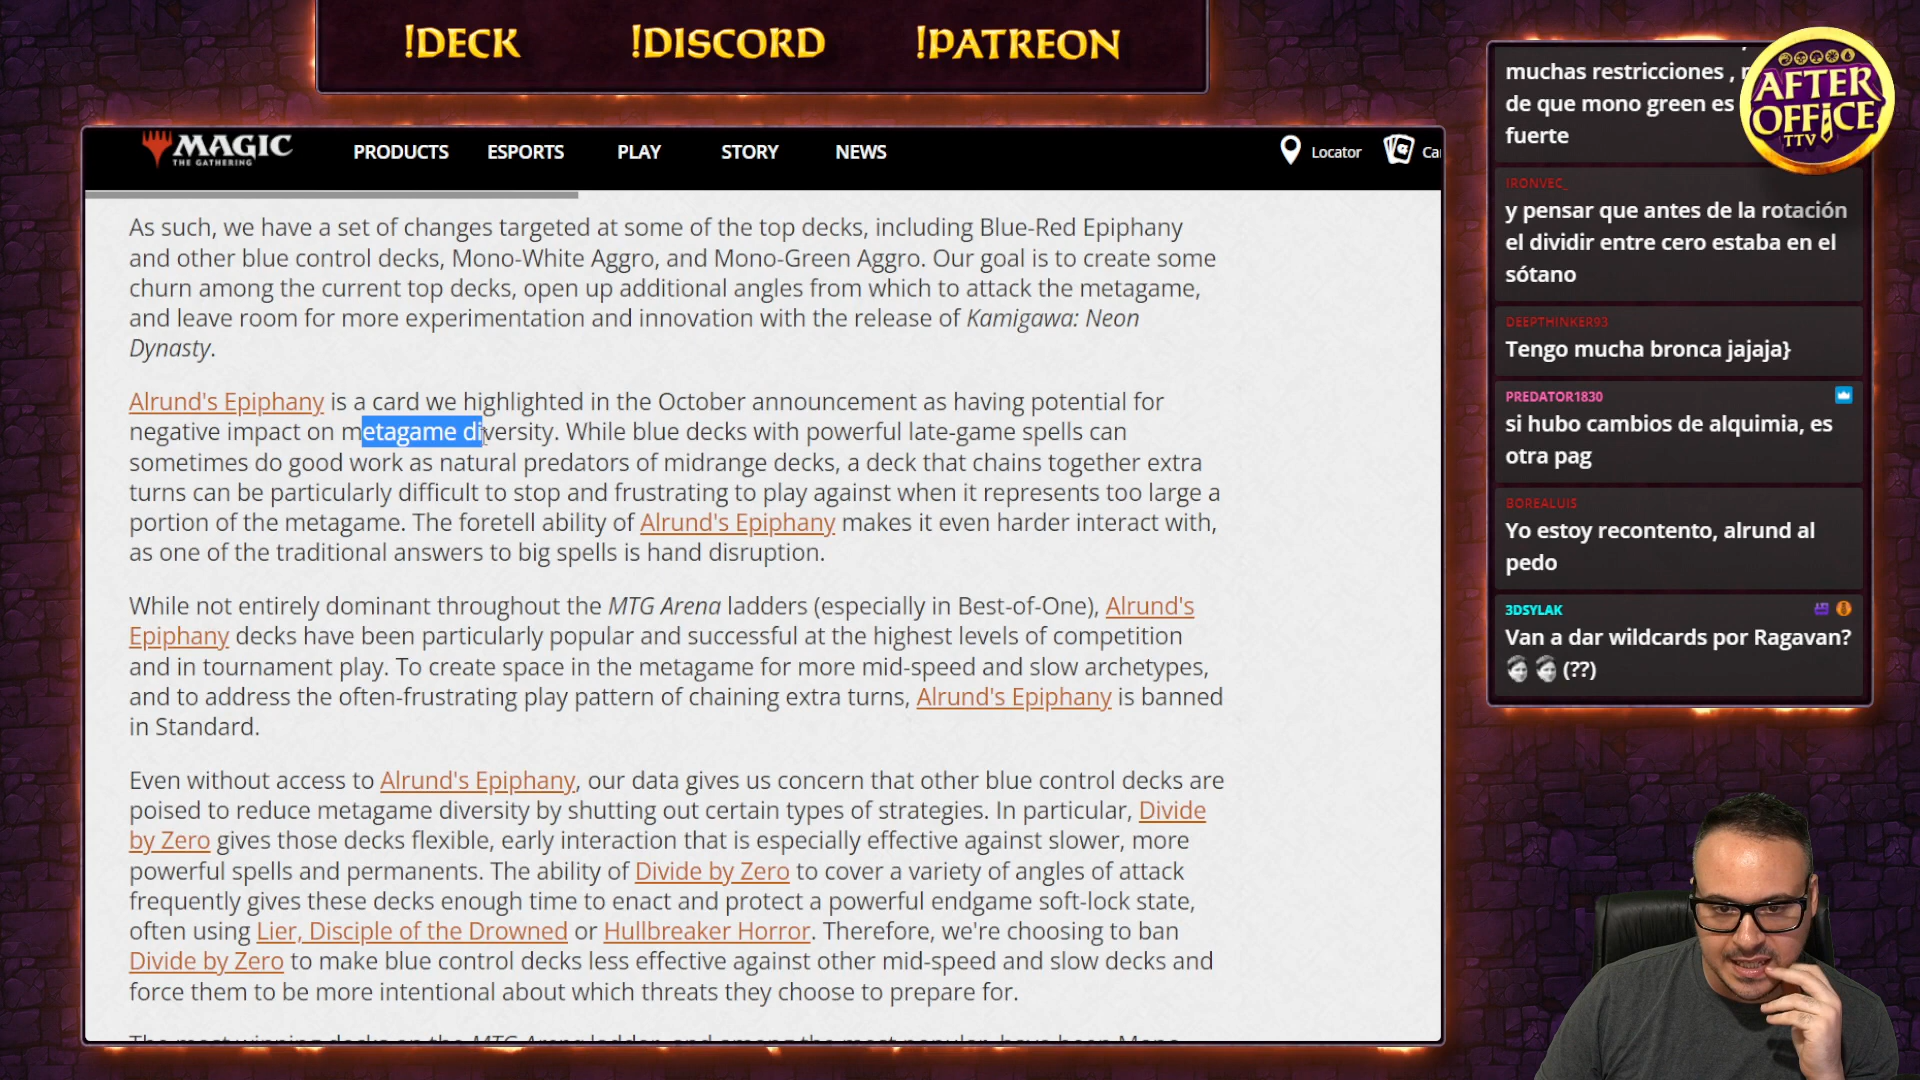 !DECK
!DISCORD
!PATREON
MAGIC
THE GATHERING
PRODUCTS
ESPORTS
PLAY
STORY
NEWS
Locator
As such, we have a set of changes targeted at some of the top decks, including Blue-Red Epiphany
and other blue control decks, Mono-White Aggro, and Mono-Green Aggro. Our goal is to create some
churn among the current top decks, open up additional angles from which to attack the metagame,
and leave room for more experimentation and innovation with the release of Kamigawa: Neon
Dynasty.
Alrund's Epiphany is a card we highlighted in the October announcement as having potential for
negative impact on metagame diversity. While blue decks with powerful late-game spells can
sometimes do good work as natural predators of midrange decks, a deck that chains together extra
turns can be particularly difficult to stop and frustrating to play against when it represents too large a
portion of the metagame. The foretell ability of Alrund's Epiphany makes it even harder interact with,
as one of the traditional answers to big spells is hand disruption.
While not entirely dominant throughout the MTG Arena ladders (especially in Best-of-One), Alrund's
Epiphany decks have been particularly popular and successful at the highest levels of competition
and in tournament play. To create space in the metagame for more mid-speed and slow archetypes,
and to address the often-frustrating play pattern of chaining extra turns, Alrund's Epiphany is banned
in Standard.
Even without access to Alrund's Epiphany, our data gives us concern that other blue control decks are
poised to reduce metagame diversity by shutting out certain types of strategies. In particular, Divide
by Zero gives those decks flexible, early interaction that is especially effective against slower, more
powerful spells and permanents. The ability of Divide by Zero to cover a variety of angles of attack
frequently gives these decks enough time to enact and protect a powerful endgame soft-lock state,
often using Lier, Disciple of the Drowned or Hullbreaker Horror. Therefore, we're choosing to ban
Divide by Zero to make blue control decks less effective against other mid-speed and slow decks and
force them to be more intentional about which threats they choose to prepare for.
muchas restricciones ,
de que mono green es
fuerte
IRONVEC_
y pensar que antes de la rotación
el dividir entre cero estaba en el
sótano
DEEPTHINKER93
Tengo mucha bronca jajaja}
PREDATOR1830
si hubo cambios de alquimia, es
otra pag
BOREALUIS
Yo estoy recontento, alrund al
pedo
3DSYLAK
Van a dar wildcards por Ragavan?
(??)
AFTER
OFFICE
TTV